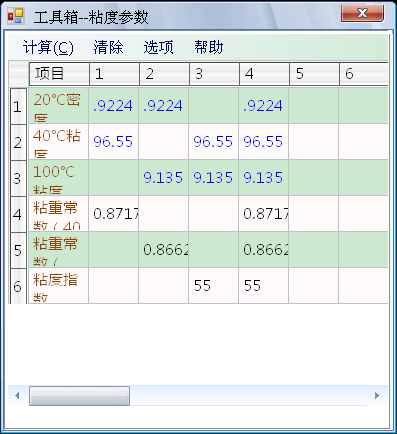 工具箱--粘度参数
计算(C) 清除 选项 帮助
项目 1 2 3 4 5 6
1 20℃密度 .9224 .9224 .9224
2 40℃粘度 96.55 96.55 96.55
3 100℃粘度 9.135 9.135 9.135
4 粘重常数(40 0.8717 0.8717
5 粘重常数( 0.8662 0.8662
6 粘度指数 55 55